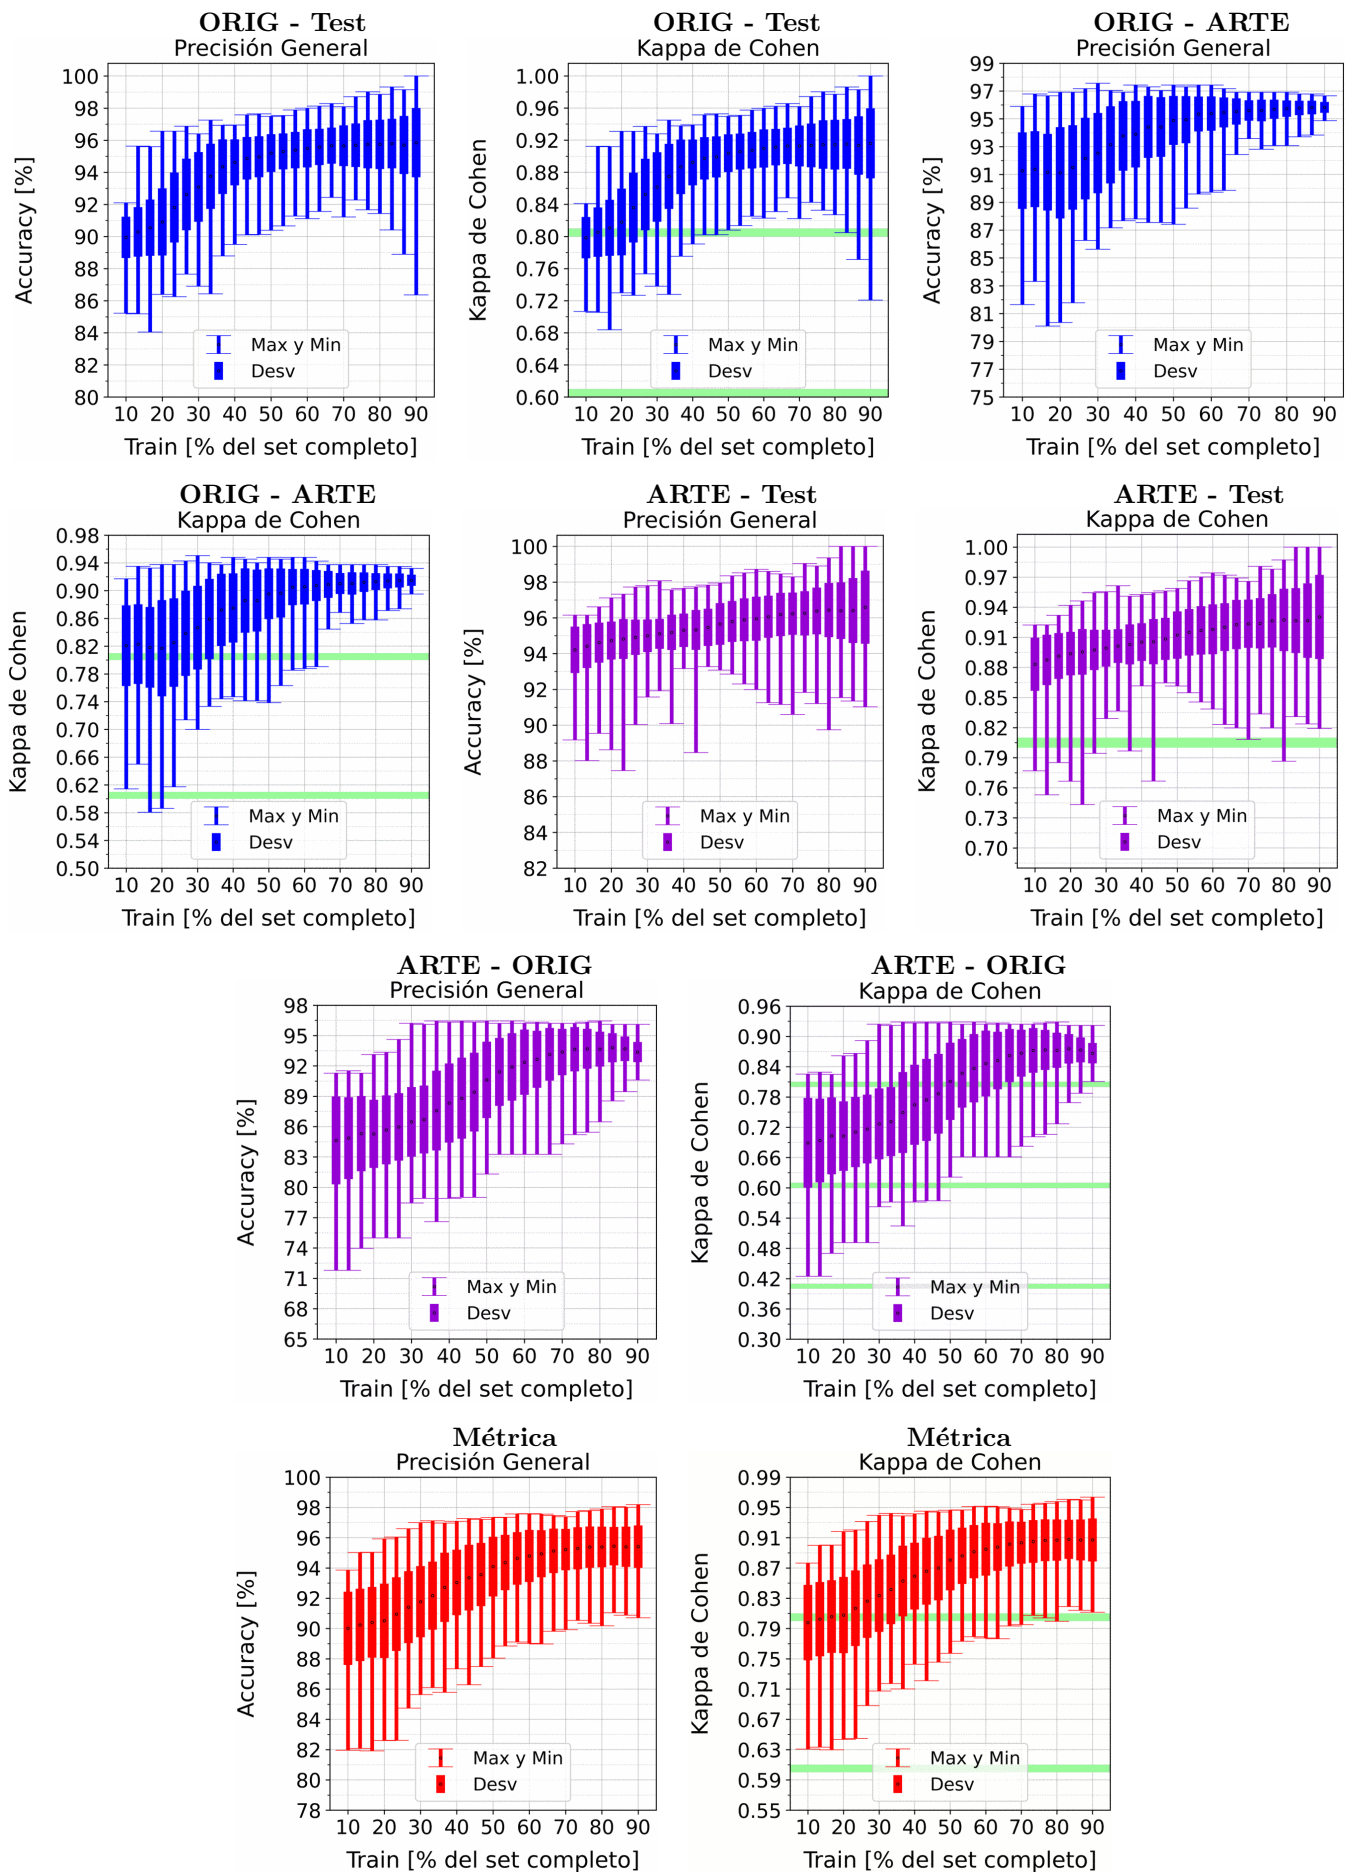 ORIG - Test
Precisión General
Accuracy [%]
100
98
96
94
92
90
88
86
84
82
80
Max y Min
Desv
10 20 30 40 50 60 70 80 90
Train [% del set completo]
ORIG - Test
Kappa de Cohen
Kappa de Cohen
1.00
0.96
0.92
0.88
0.84
0.80
0.76
0.72
0.68
0.64
0.60
Max y Min
Desv
10 20 30 40 50 60 70 80 90
Train [% del set completo]
ORIG - ARTE
Precisión General
Accuracy [%]
99
97
95
93
91
89
87
85
83
81
79
77
75
Max y Min
Desv
10 20 30 40 50 60 70 80 90
Train [% del set completo]
ORIG - ARTE
Kappa de Cohen
Kappa de Cohen
0.98
0.94
0.90
0.86
0.82
0.78
0.74
0.70
0.66
0.62
0.58
0.54
0.50
Max y Min
Desv
10 20 30 40 50 60 70 80 90
Train [% del set completo]
ARTE - Test
Precisión General
Accuracy [%]
100
98
96
94
92
90
88
86
84
82
Max y Min
Desv
10 20 30 40 50 60 70 80 90
Train [% del set completo]
ARTE - Test
Kappa de Cohen
Kappa de Cohen
1.00
0.97
0.94
0.91
0.88
0.85
0.82
0.79
0.76
0.73
0.70
Max y Min
Desv
10 20 30 40 50 60 70 80 90
Train [% del set completo]
ARTE - ORIG
Precisión General
Accuracy [%]
98
95
92
89
86
83
80
77
74
71
68
65
Max y Min
Desv
10 20 30 40 50 60 70 80 90
Train [% del set completo]
ARTE - ORIG
Kappa de Cohen
Kappa de Cohen
0.96
0.90
0.84
0.78
0.72
0.66
0.60
0.54
0.48
0.42
0.36
0.30
Max y Min
Desv
10 20 30 40 50 60 70 80 90
Train [% del set completo]
Métrica
Precisión General
Accuracy [%]
100
98
96
94
92
90
88
86
84
82
80
78
Max y Min
Desv
10 20 30 40 50 60 70 80 90
Train [% del set completo]
Métrica
Kappa de Cohen
Kappa de Cohen
0.99
0.95
0.91
0.87
0.83
0.79
0.75
0.71
0.67
0.63
0.59
0.55
Max y Min
Desv
10 20 30 40 50 60 70 80 90
Train [% del set completo]